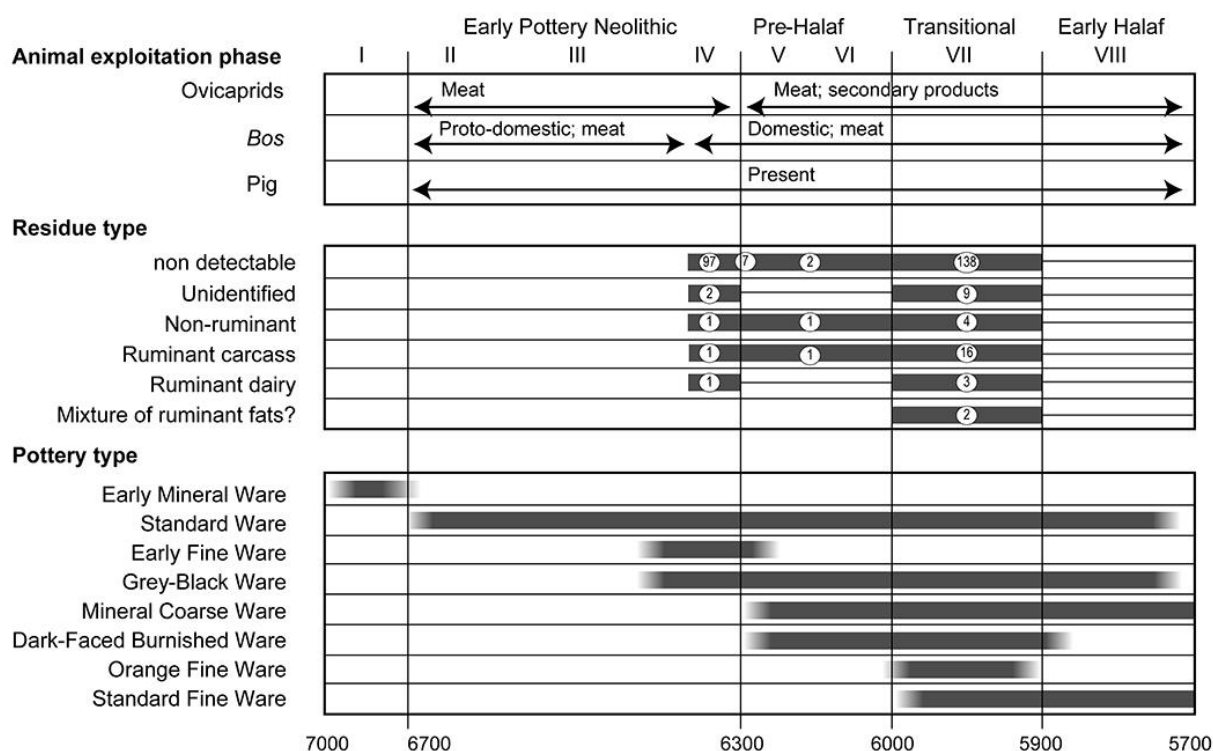 Early Pottery Neolithic Pre-Halaf Transitional Early Halaf
Animal exploitation phase I II III IV V VI VII VIII
Ovicaprids Meat Meat; secondary products
Bos Proto-domestic; meat Domestic; meat
Pig Present
Residue type
non detectable 97 7 2 138
Unidentified 2 9
Non-ruminant 1 1 4
Ruminant carcass 1 1 16
Ruminant dairy 1 3
Mixture of ruminant fats? 2
Pottery type
Early Mineral Ware
Standard Ware
Early Fine Ware
Grey-Black Ware
Mineral Coarse Ware
Dark-Faced Burnished Ware
Orange Fine Ware
Standard Fine Ware
7000 6700 6300 6000 5900 5700